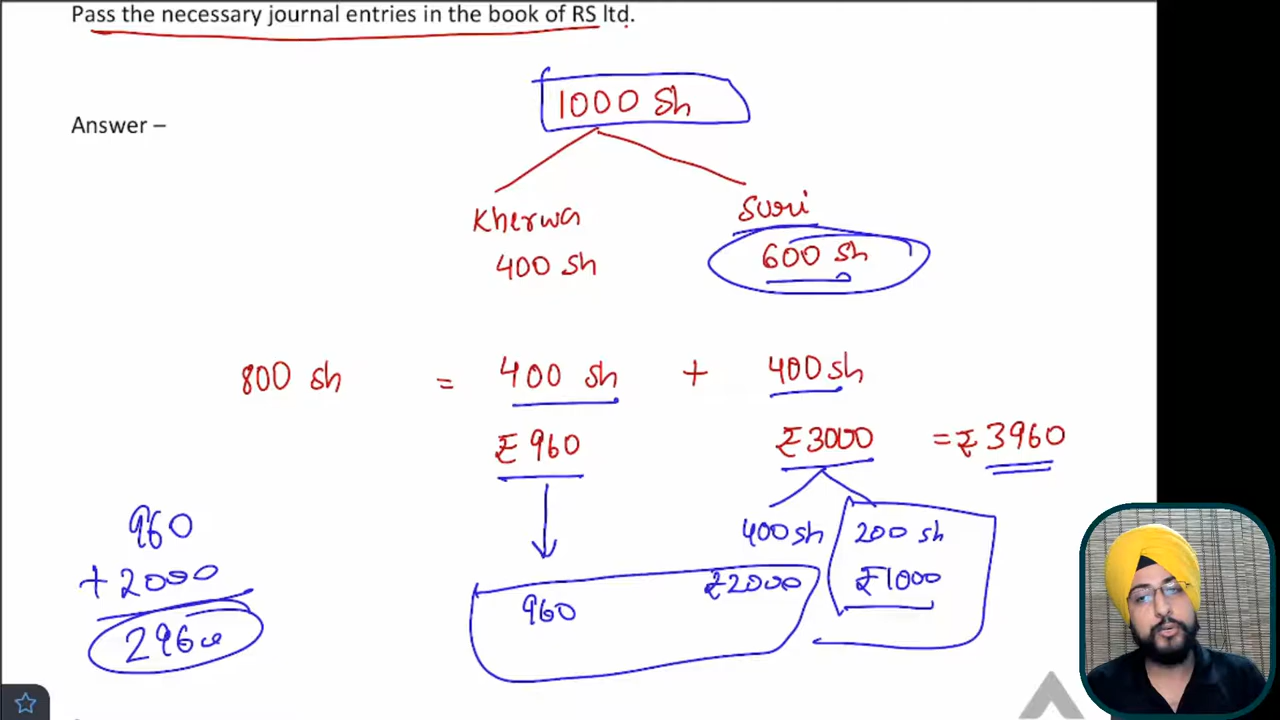 Pass the necessary journal entries in the book of RS ltd.
1000 Sh
Answer –
Kherwa Suri
400 Sh 600 Sh
800 sh = 400 sh + 400 sh
₹960 ₹3000 = ₹3960
960 400 sh 200 sh
+2000 960 ₹2000 ₹1000
2960